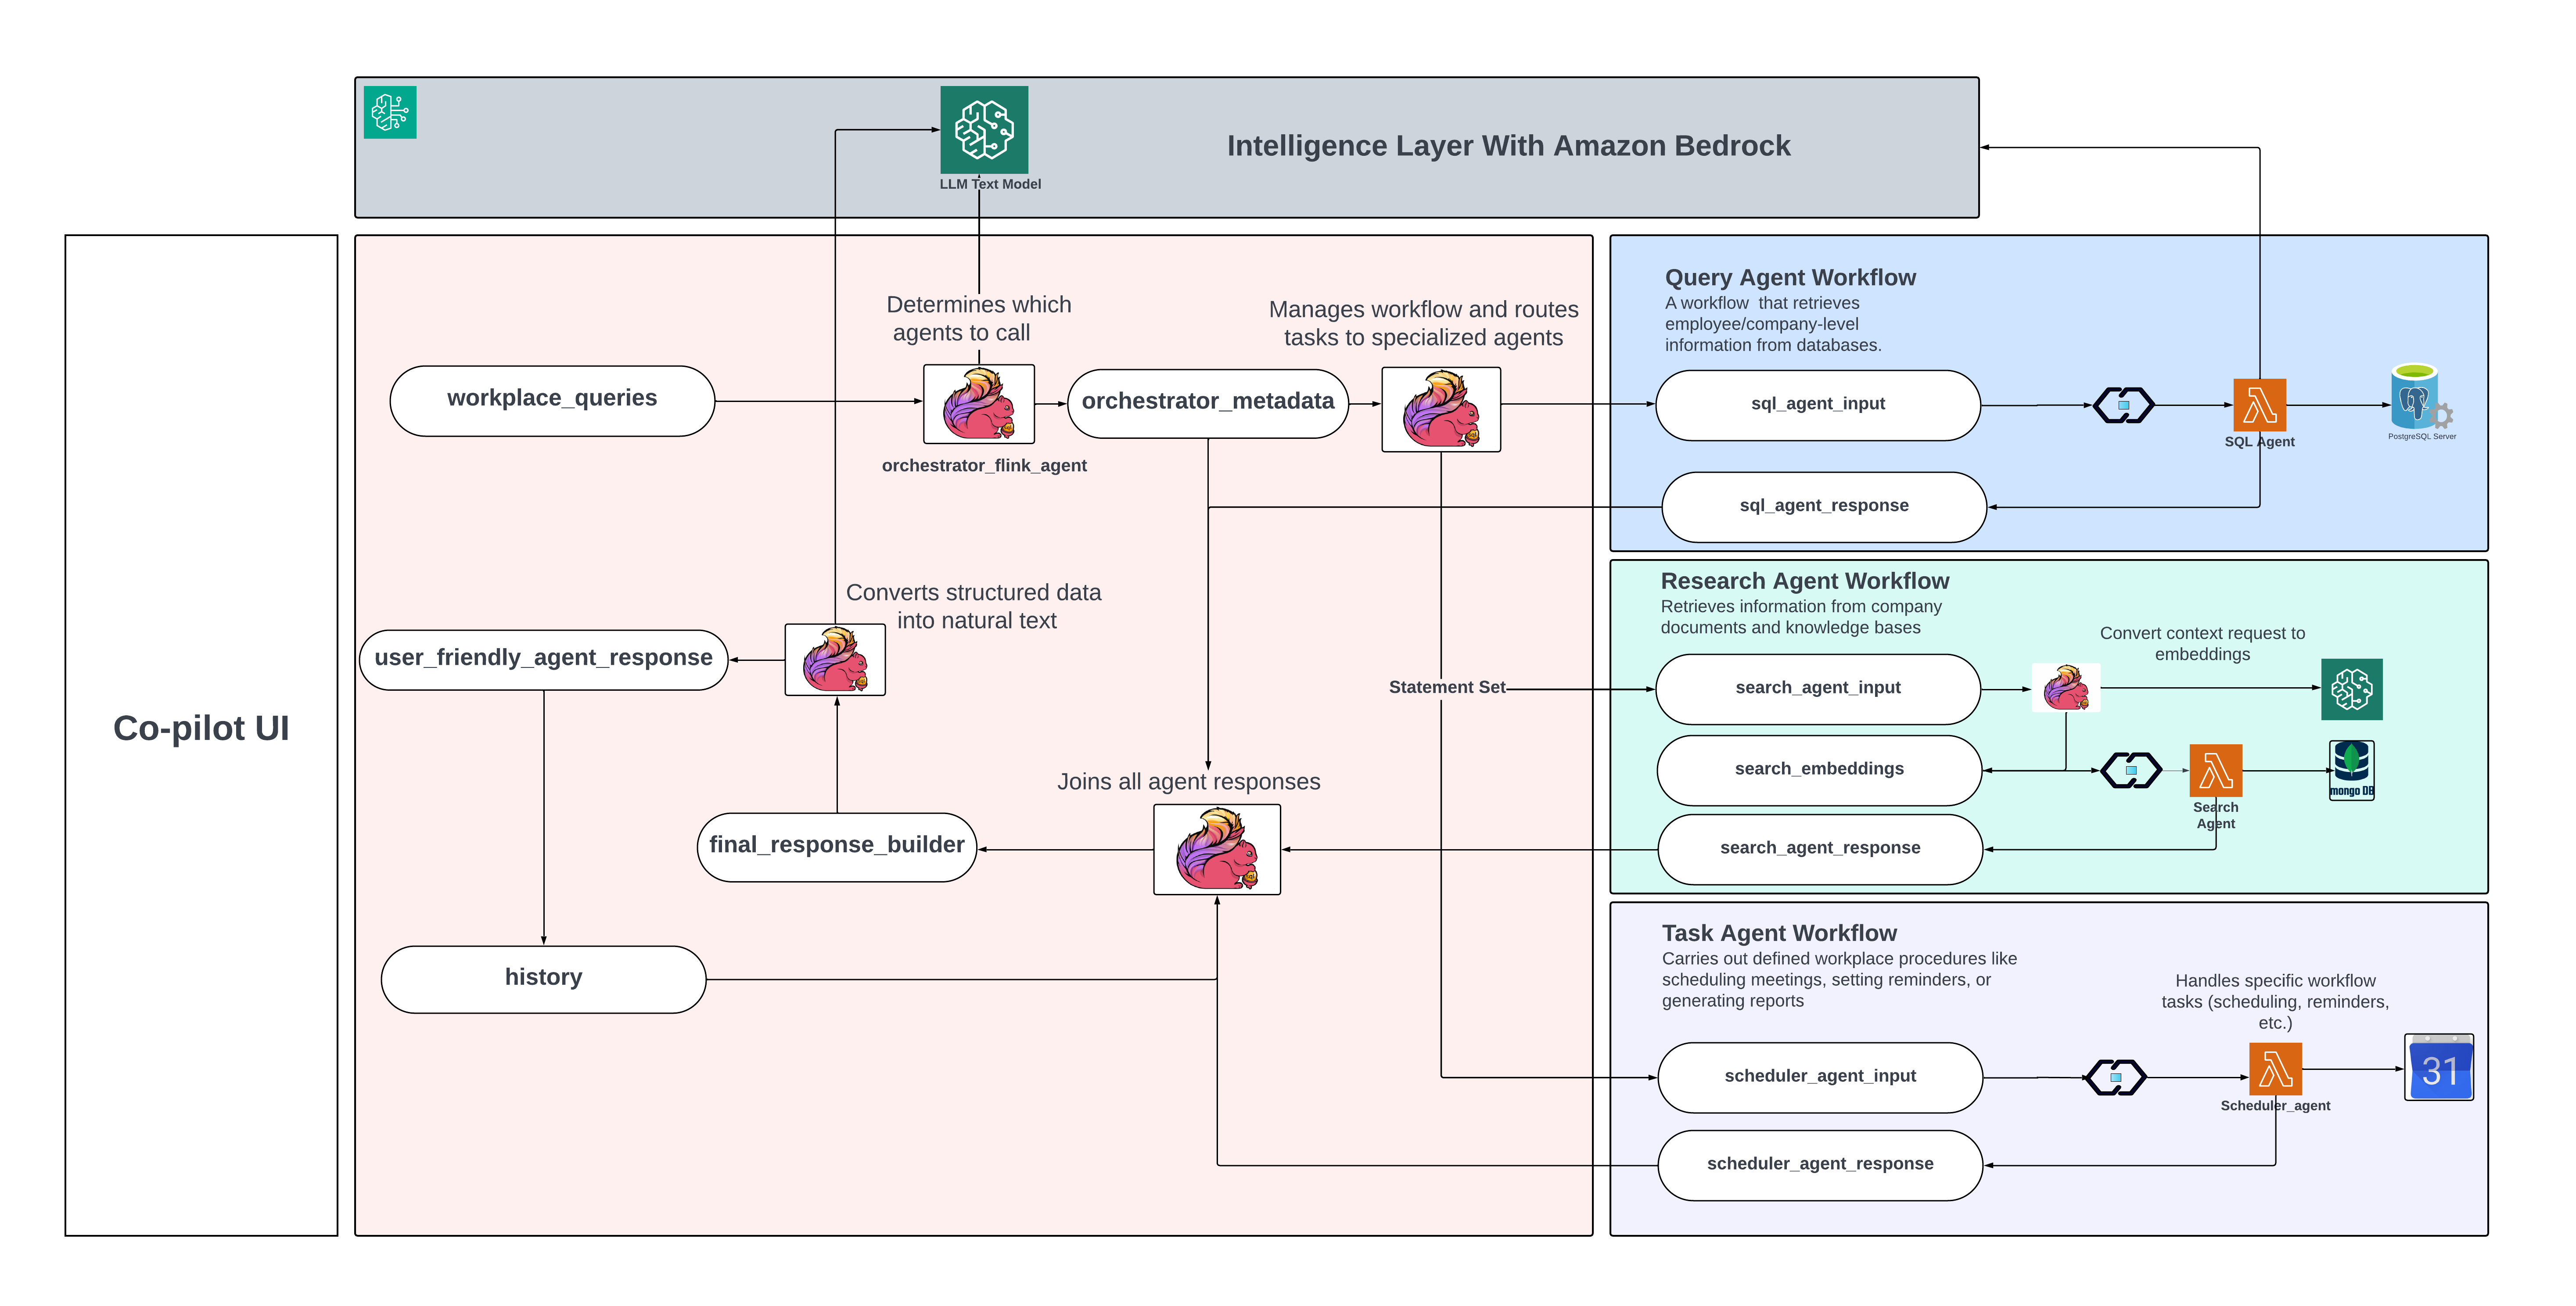 LLM Text Model
Intelligence Layer With Amazon Bedrock
Co-pilot UI
Determines which
agents to call
Manages workflow and routes
tasks to specialized agents
workplace_queries
orchestrator_flink_agent
orchestrator_metadata
Converts structured data
into natural text
user_friendly_agent_response
Statement Set
Joins all agent responses
final_response_builder
history
Query Agent Workflow
A workflow that retrieves
employee/company-level
information from databases.
sql_agent_input
SQL Agent
PostgreSQL Server
sql_agent_response
Research Agent Workflow
Retrieves information from company
documents and knowledge bases
Convert context request to
embeddings
search_agent_input
search_embeddings
Search
Agent
mongo DB
search_agent_response
Task Agent Workflow
Carries out defined workplace procedures like
scheduling meetings, setting reminders, or
generating reports
Handles specific workflow
tasks (scheduling, reminders,
etc.)
scheduler_agent_input
Scheduler_agent
31
scheduler_agent_response